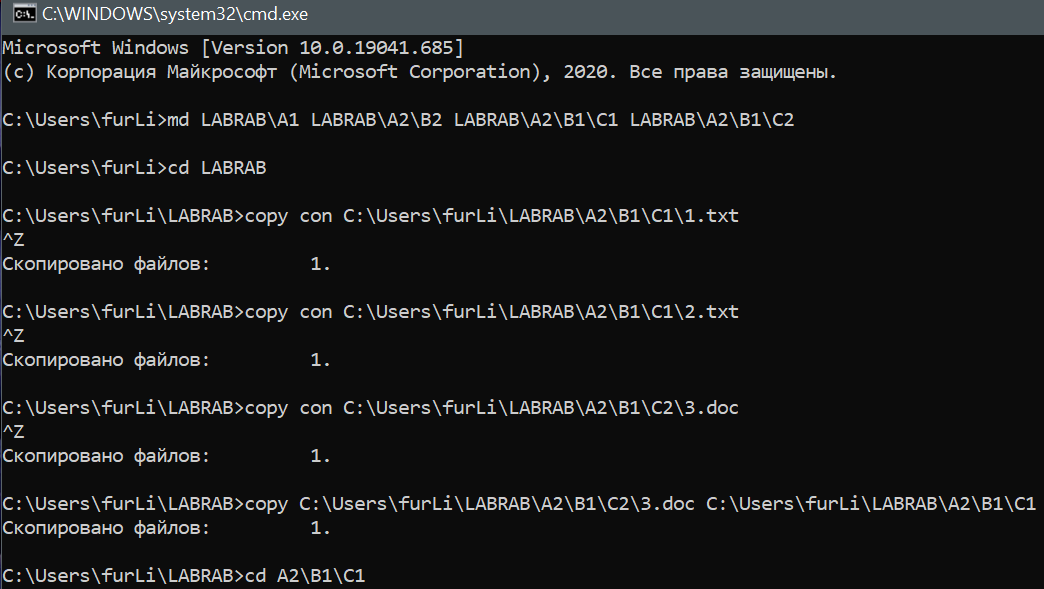 C:\WINDOWS\system32\cmd.exe
Microsoft Windows [Version 10.0.19041.685]
(c) Корпорация Майкрософт (Microsoft Corporation), 2020. Все права защищены.
C:\Users\furLi>md LABRAB\A1 LABRAB\A2\B2 LABRAB\A2\B1\C1 LABRAB\A2\B1\C2
C:\Users\furLi>cd LABRAB
C:\Users\furLi\LABRAB>copy con C:\Users\furLi\LABRAB\A2\B1\C1\1.txt
^Z
Скопировано файлов:         1.
C:\Users\furLi\LABRAB>copy con C:\Users\furLi\LABRAB\A2\B1\C1\2.txt
^Z
Скопировано файлов:         1.
C:\Users\furLi\LABRAB>copy con C:\Users\furLi\LABRAB\A2\B1\C2\3.doc
^Z
Скопировано файлов:         1.
C:\Users\furLi\LABRAB>copy C:\Users\furLi\LABRAB\A2\B1\C2\3.doc C:\Users\furLi\LABRAB\A2\B1\C1
Скопировано файлов:         1.
C:\Users\furLi\LABRAB>cd A2\B1\C1